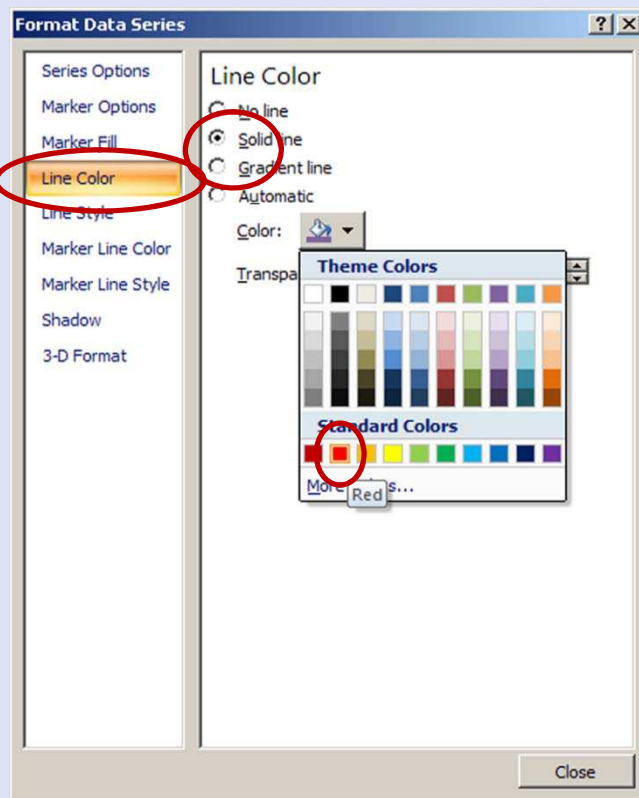 Format Data Series
Series Options
Marker Options
Marker Fill
Line Color
Line Style
Marker Line Color
Marker Line Style
Shadow
3-D Format
Line Color
No line
Solid line
Gradient line
Automatic
Color:
Transpa
Theme Colors
Standard Colors
More s...
Red
Close